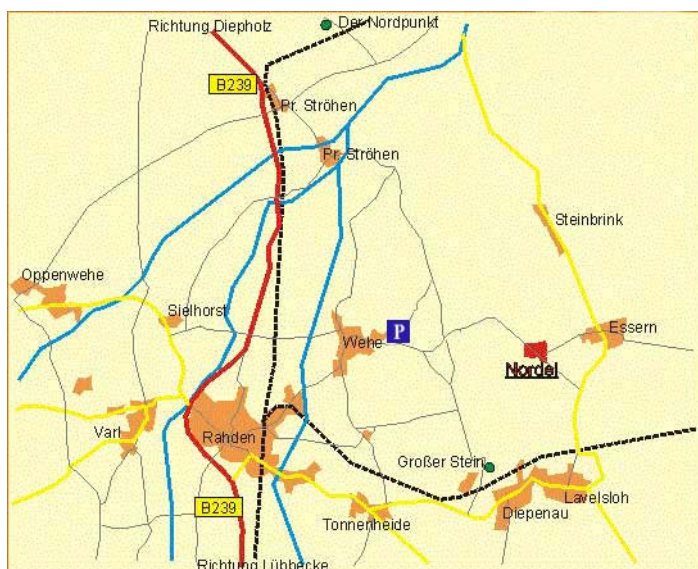 Richtung Diepholz
Der Nordpunkt
B239
Pr. Ströhen
Pr. Ströhen
Steinbrink
Oppenwehe
Sielhorst
P
Wehe
Essern
Nordel
Varl
Rahden
Großer Stein
B239
Tonnenheide
Diepenau
Lavelsloh
Richtung Lübbecke